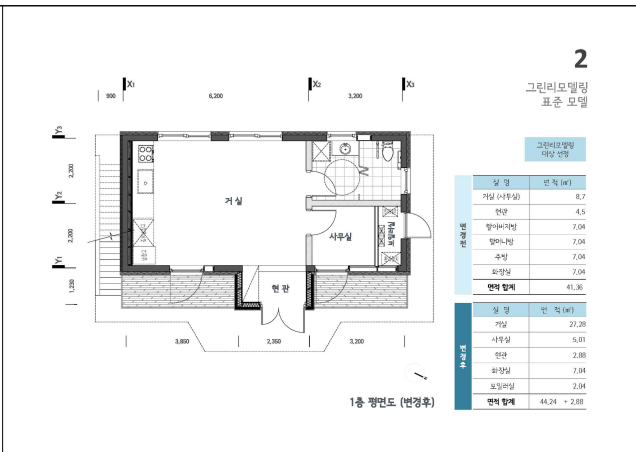 2
그린리모델링
표준 모델
그린리모델링
대상 선정
X1
X2
X3
900
6,200
3,200
Y3
Y2
Y1
2,200
2,200
1,230
거 실
사무실
현 관
3,850
2,350
3,200
1층 평면도 (변경후)
변경전
실 명 면 적 (㎡)
거실 (사무실) 8,7
현관 4,5
할아버지방 7,04
할머니방 7,04
주방 7,04
화장실 7,04
면적 합계 41,36
변경후
실 명 면 적 (㎡)
거실 27,28
사무실 5,01
현관 2,88
화장실 7,04
보일러실 2,04
면적 합계 44,24 + 2,88